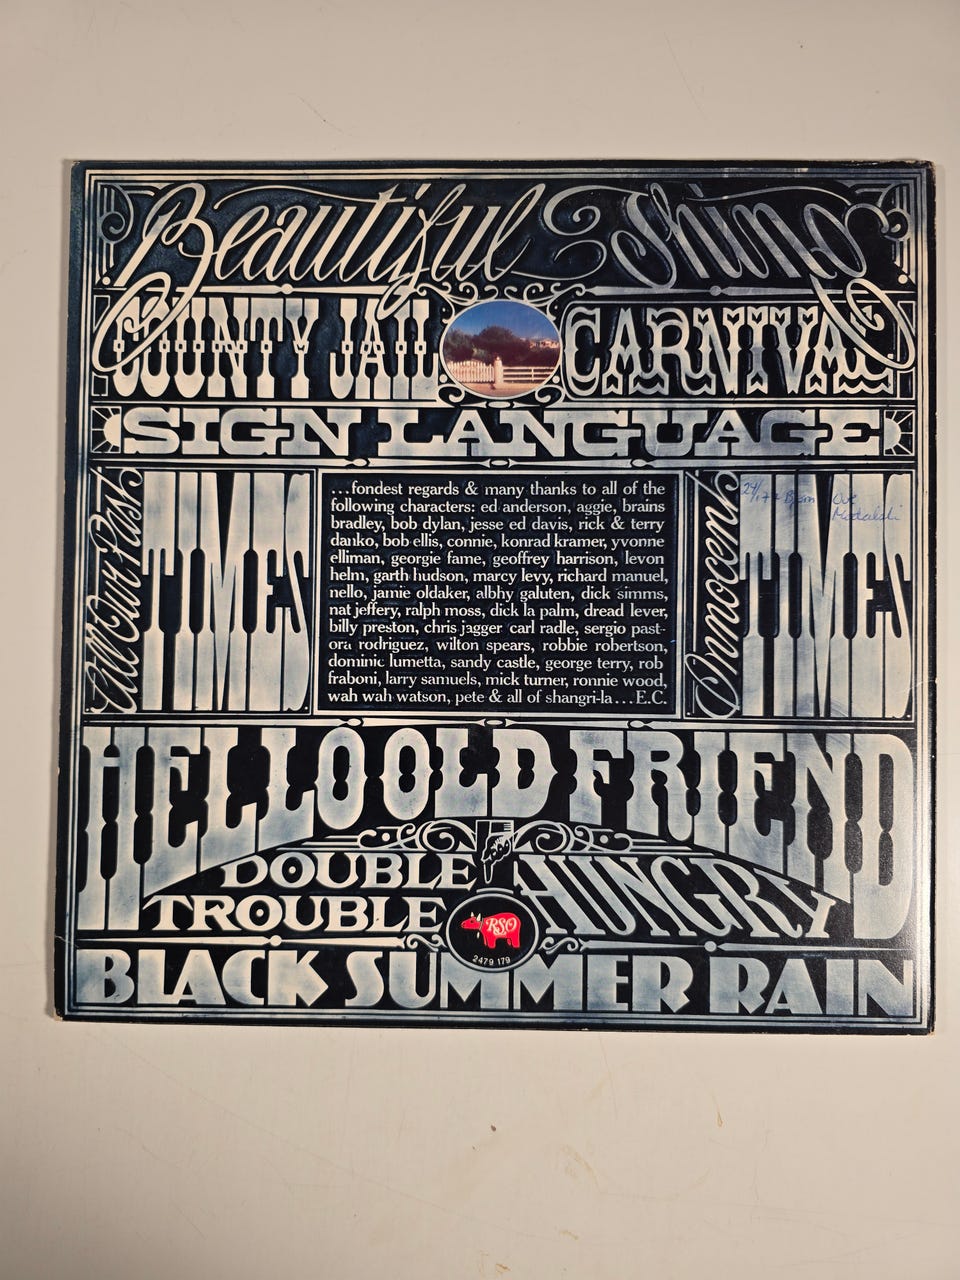 Beautiful Thing
COUNTY JAIL
CARNIVAL
SIGN LANGUAGE
All Our Past
TIMES
...fondest regards & many thanks to all of the
following characters: ed anderson, aggie, brains
bradley, bob dylan, jesse ed davis, rick & terry
danko, bob ellis, connie, konrad kramer, yvonne
elliman, georgie fame, geoffrey harrison, levon
helm, garth hudson, marcy levy, richard manuel,
nello, jamie oldaker, albhy galuten, dick simms,
nat jeffery, ralph moss, dick la palm, dread lever,
billy preston, chris jagger carl radle, sergio past-
ora rodriguez, wilton spears, robbie robertson,
dominic lumetta, sandy castle, george terry, rob
fraboni, larry samuels, mick turner, ronnie wood,
wah wah watson, pete & all of shangri-la...E.C.
Innocent
TIMES
HELLO OLD FRIEND
DOUBLE
TROUBLE
HUNGRY
RSO
2479 179
BLACK SUMMER RAIN